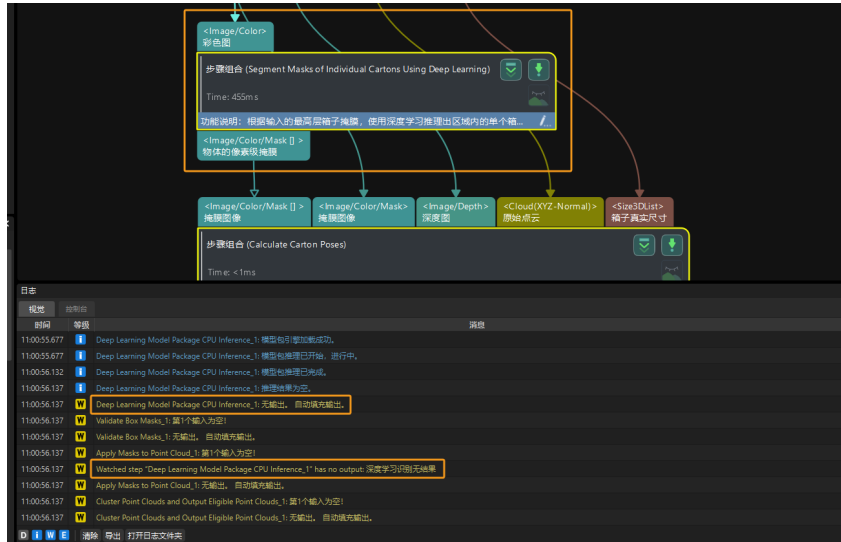 <Image/Color>
彩色图
步骤组合 (Segment Masks of Individual Cartons Using Deep Learning)
Time: 455ms
功能说明：根据输入的最高层箱子掩膜，使用深度学习推理出区域内的单个箱...
<Image/Color/Mask [] >
物体的像素级掩膜
<Image/Color/Mask [] > <Image/Color/Mask> <Image/Depth> <Cloud(XYZ-Normal)> <Size3DList>
掩膜图像 掩膜图像 深度图 原始点云 箱子真实尺寸
步骤组合 (Calculate Carton Poses)
Time: <1ms
日志
视觉 控制台
时间 等级 消息
11:00:55.677 i Deep Learning Model Package CPU Inference_1: 模型包引擎加载成功。
11:00:55.677 i Deep Learning Model Package CPU Inference_1: 模型包推理已开始，进行中。
11:00:56.132 i Deep Learning Model Package CPU Inference_1: 模型包推理已完成。
11:00:56.137 i Deep Learning Model Package CPU Inference_1: 推理结果为空。
11:00:56.137 W Deep Learning Model Package CPU Inference_1: 无输出。 自动填充输出。
11:00:56.137 W Validate Box Masks_1: 第1个输入为空!
11:00:56.137 W Validate Box Masks_1: 无输出。 自动填充输出。
11:00:56.137 W Apply Masks to Point Cloud_1: 第1个输入为空!
11:00:56.137 W Watched step "Deep Learning Model Package CPU Inference_1" has no output: 深度学习识别无结果
11:00:56.137 W Apply Masks to Point Cloud_1: 无输出。 自动填充输出。
11:00:56.137 W Cluster Point Clouds and Output Eligible Point Clouds_1: 第1个输入为空!
11:00:56.137 W Cluster Point Clouds and Output Eligible Point Clouds_1: 无输出。 自动填充输出。
D i W E 清除 导出 打开日志文件夹